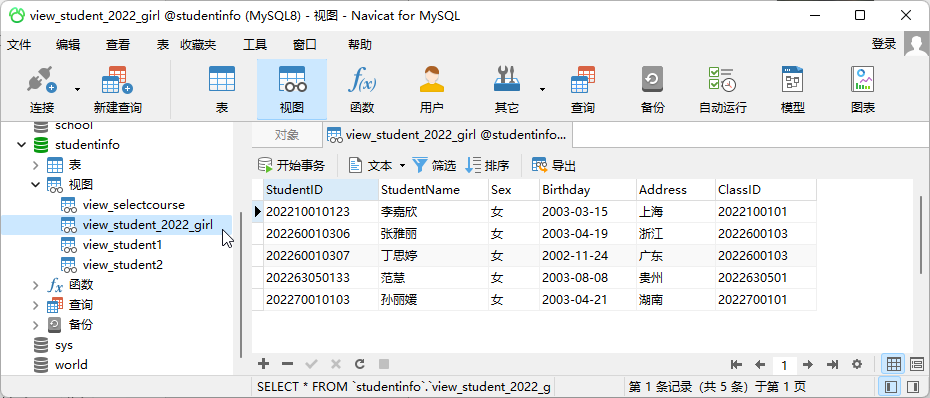 view_student_2022_girl @studentinfo (MySQL8) - 视图 - Navicat for MySQL
文件 编辑 查看 表 收藏夹 工具 窗口 帮助 登录
连接 新建查询 表 视图 f(x) 函数 用户 其它 查询 备份 自动运行 模型 图表
school
studentinfo
表
视图
view_selectcourse
view_student_2022_girl
view_student1
view_student2
fx 函数
查询
备份
sys
world
对象 view_student_2022_girl @studentinfo...
开始事务 文本 筛选 排序 导出
StudentID StudentName Sex Birthday Address ClassID
202210010123 李嘉欣 女 2003-03-15 上海 2022100101
202260010306 张雅丽 女 2003-04-19 浙江 2022600103
202260010307 丁思婷 女 2002-11-24 广东 2022600103
202263050133 范慧 女 2003-08-08 贵州 2022630501
202270010103 孙丽媛 女 2003-04-21 湖南 2022700101
1
SELECT * FROM `studentinfo`.`view_student_2022_g 第 1 条记录 (共 5 条) 于第 1 页